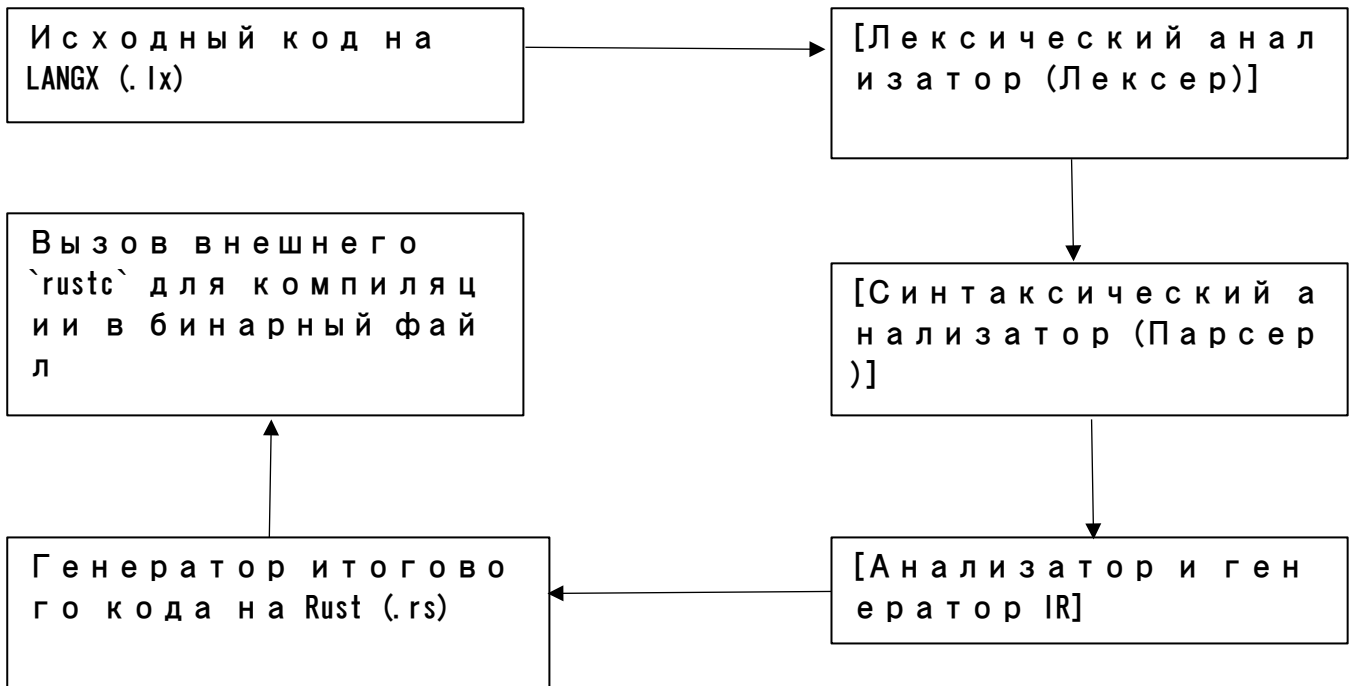 Исходный код на
LANGX (.lx)
[Лексический анал
изатор (Лексер)]
Вызов внешнего
`rustc` для компиляц
ии в бинарный фай
л
[Синтаксический а
нализатор (Парсер
)]
Генератор итогово
го кода на Rust (.rs)
[Анализатор и ген
ератор IR]